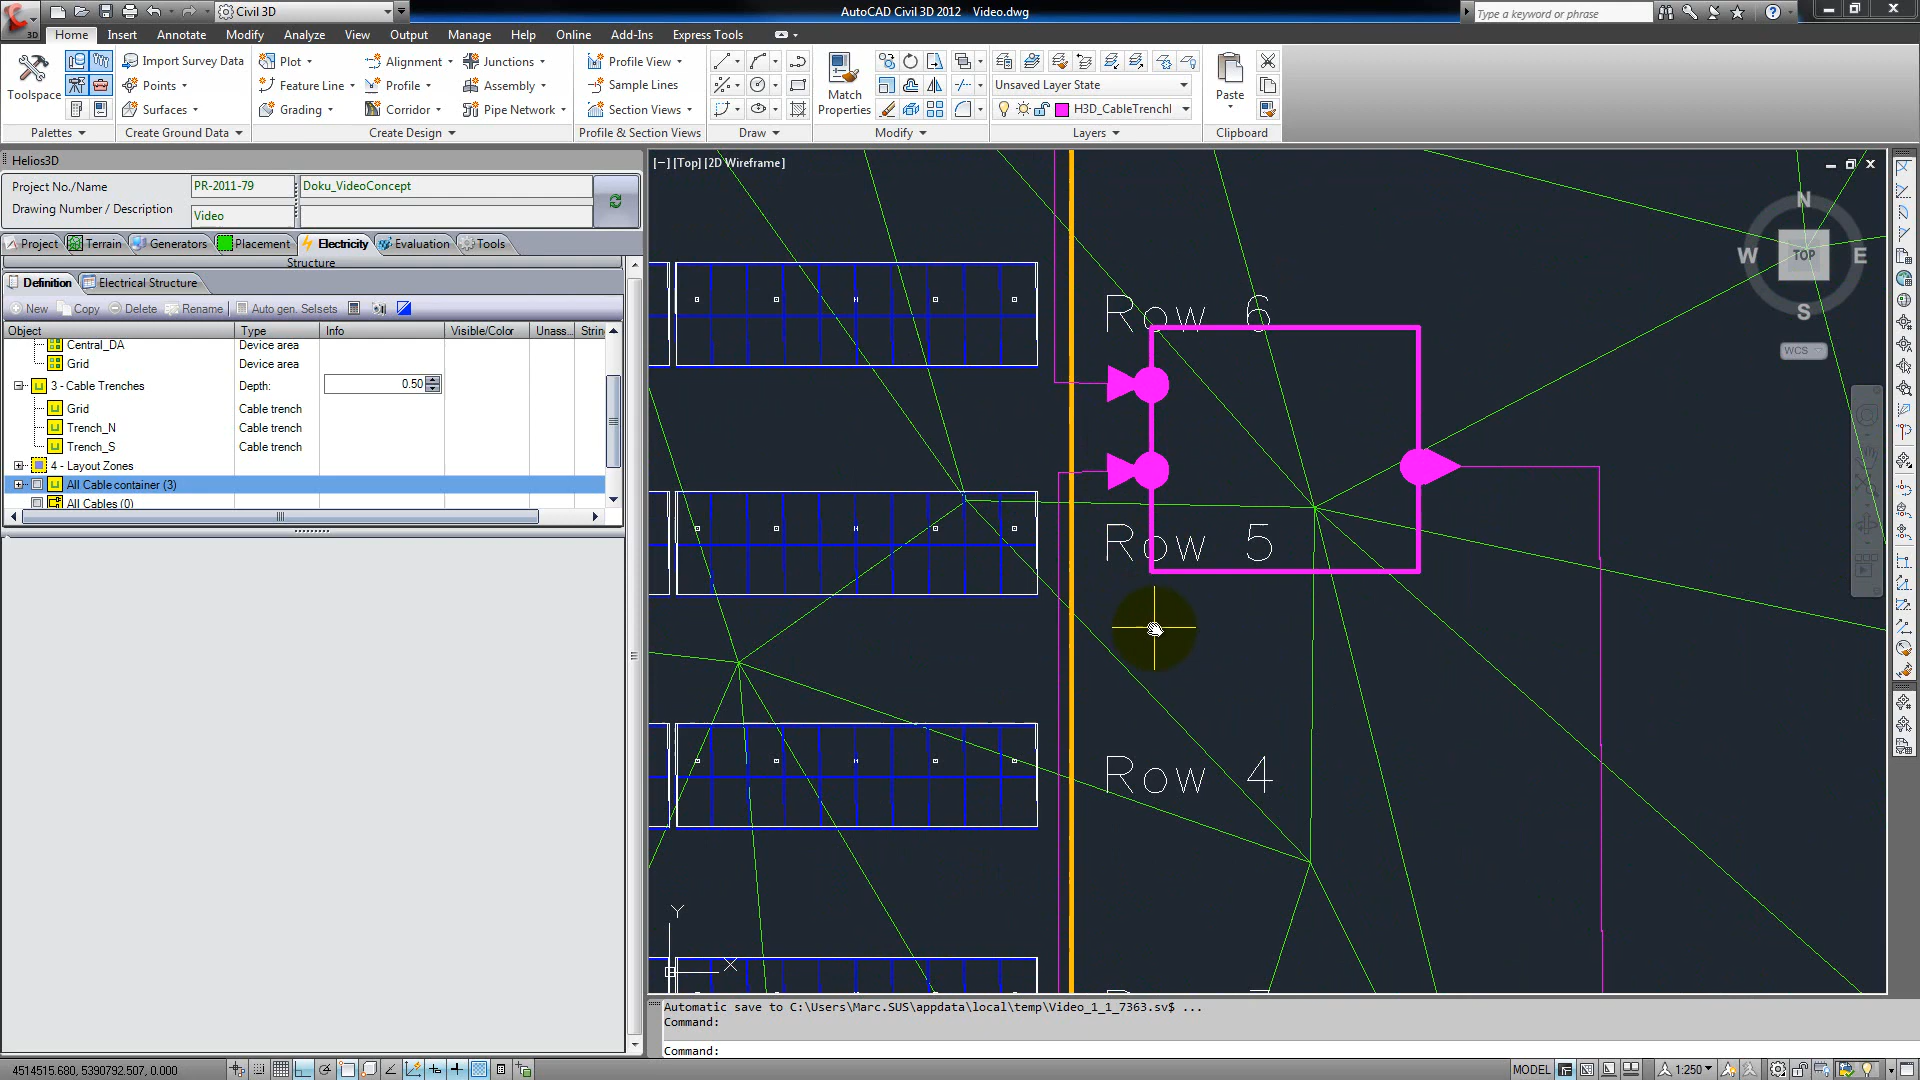 Civil 3D
AutoCAD Civil 3D 2012 Video.dwg
Type a keyword or phrase
3D
Home Insert Annotate Modify Analyze View Output Manage Help Online Add-Ins Express Tools
Toolspace
Import Survey Data
Points
Surfaces
Plot
Feature Line
Grading
Alignment
Profile
Corridor
Junctions
Assembly
Pipe Network
Profile View
Sample Lines
Section Views
Match
Properties
Unsaved Layer State
H3D_CableTrench
Paste
Palettes
Create Ground Data
Create Design
Profile & Section Views
Draw
Modify
Layers
Clipboard
Helios3D
Project No./Name PR-2011-79 Doku_VideoConcept
Drawing Number / Description Video
Project Terrain Generators Placement Electricity Evaluation Tools
Structure
Definition Electrical Structure
New Copy Delete Rename Auto gen. Selsets
Object Type Info Visible/Color Unass... Strin
Central_DA Device area
Grid Device area
3 - Cable Trenches Depth: 0.50
Grid Cable trench
Trench_N Cable trench
Trench_S Cable trench
4 - Layout Zones
All Cable container (3)
All Cables (0)
[−] [Top] [2D Wireframe]
N
W TOP E
S
WCS
Row 6
Row 5
Row 4
Y
X
Automatic save to C:\Users\Marc.SUS\appdata\local\temp\Video_1_1_7363.sv$ ...
Command:
Command:
4514515.680, 5390792.507, 0.000
MODEL
1:250